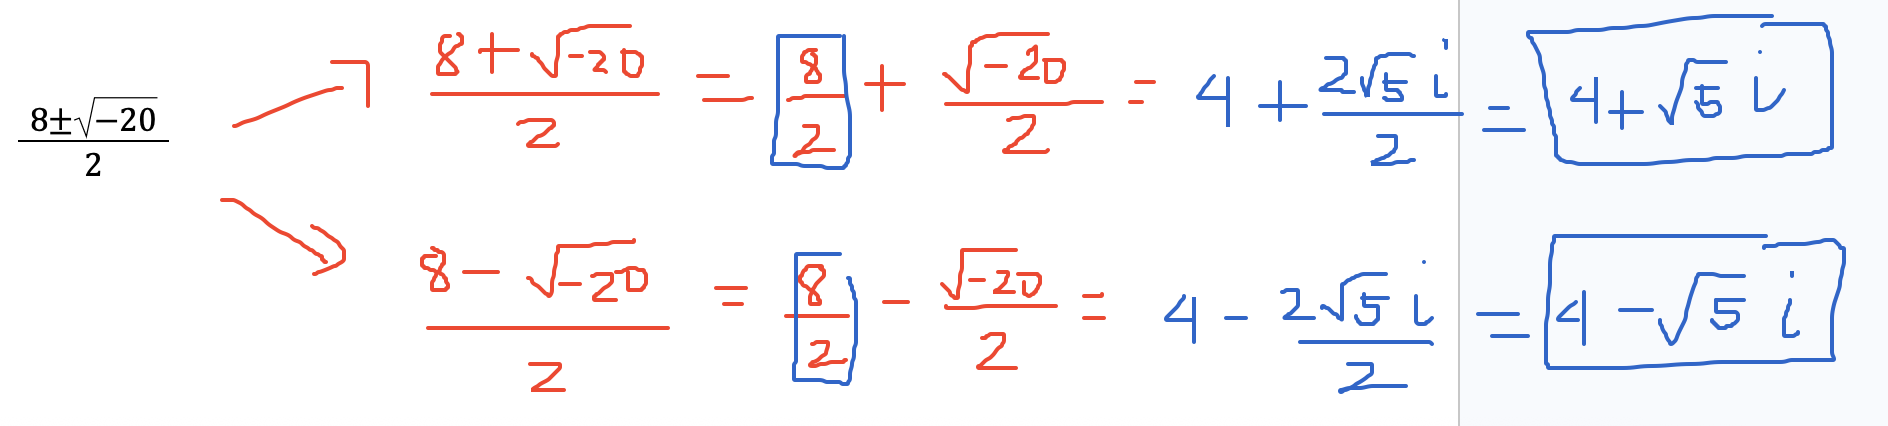 (8+√-20)/2 = 8/2 + √-20/2 = 4 + 2√5 i/2 = 4+√5 i
(8±√-20)/2
(8-√-20)/2 = 8/2 - √-20/2 = 4 - 2√5 i/2 = 4-√5 i